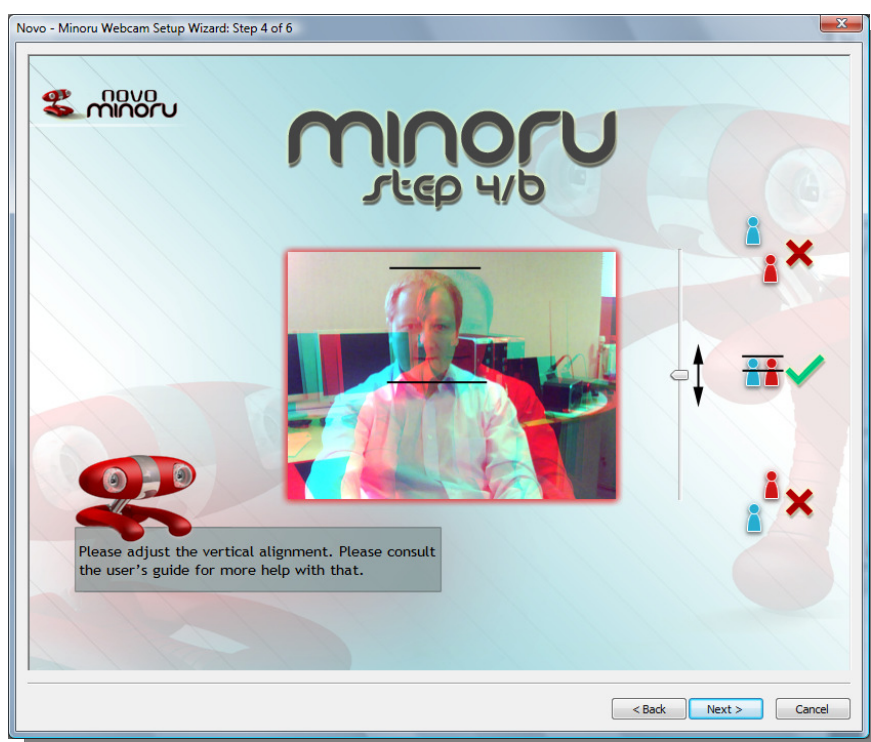 Novo - Minoru Webcam Setup Wizard: Step 4 of 6
novo
minoru
minoru
step 4/b
Please adjust the vertical alignment. Please consult
the user's guide for more help with that.
< Back Next > Cancel